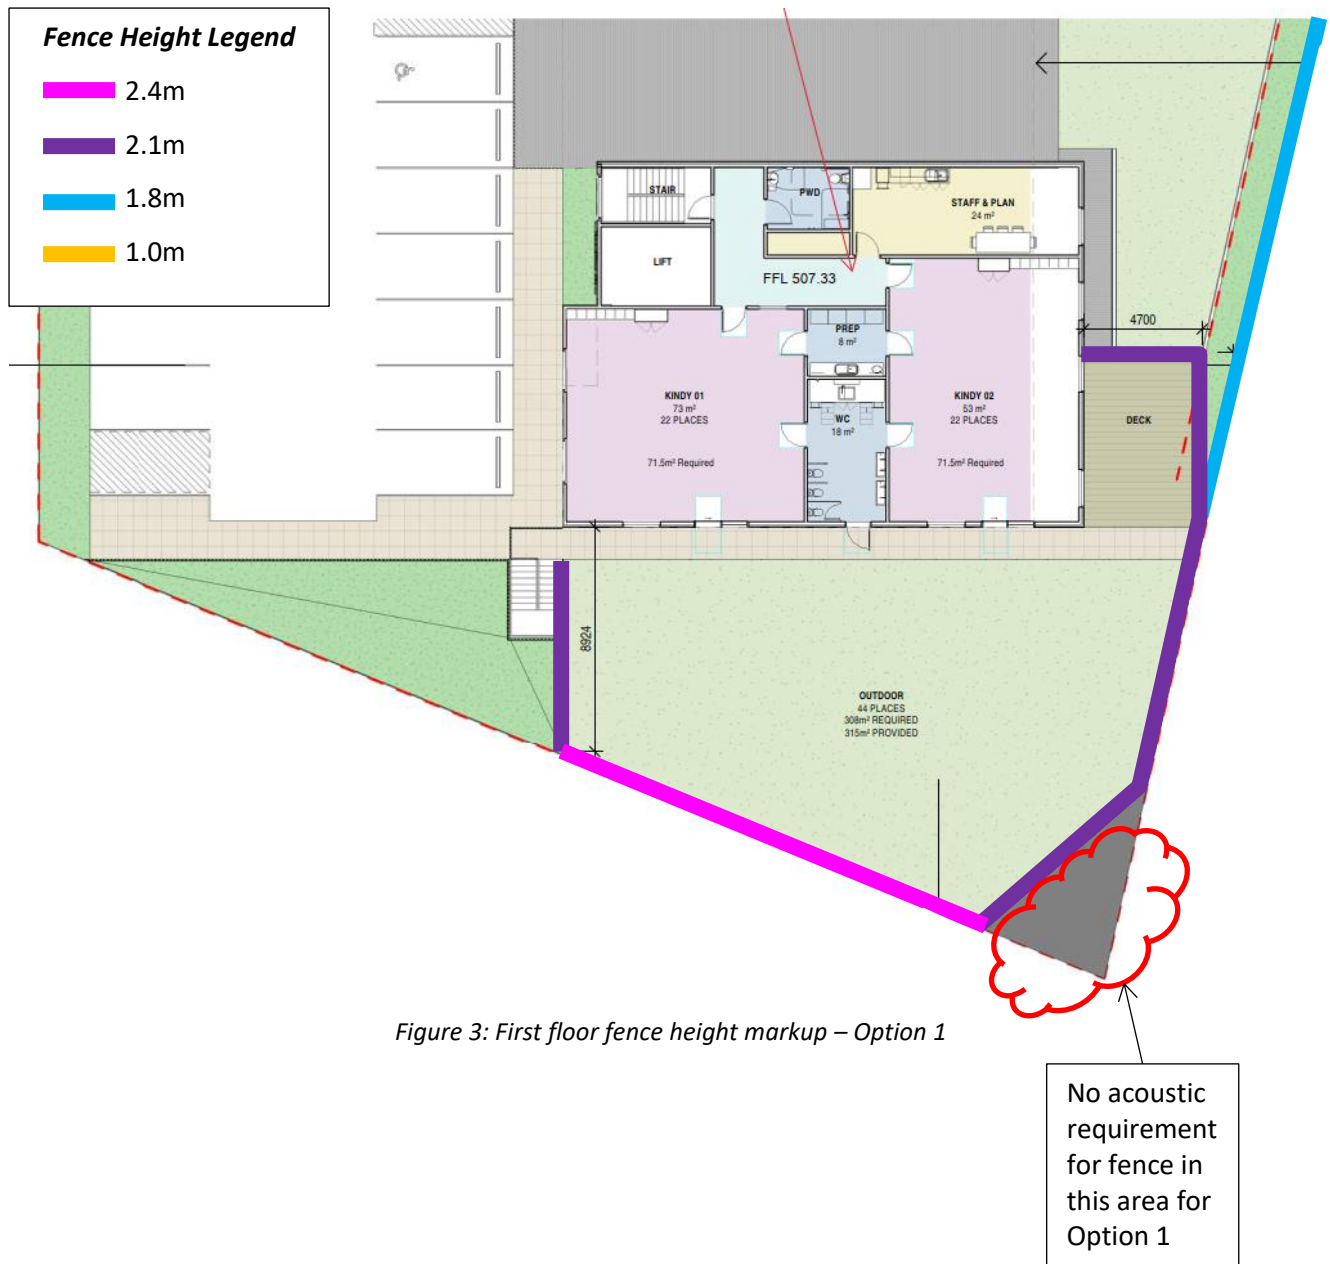 Fence Height Legend
2.4m
2.1m
1.8m
1.0m
STAIR
PWD
STAFF & PLAN
24 m²
LIFT
FFL 507.33
4700
PREP
8 m²
KINDY 01
73 m²
22 PLACES
71.5m² Required
WC
18 m²
KINDY 02
53 m²
22 PLACES
71.5m² Required
DECK
8924
OUTDOOR
44 PLACES
308m² REQUIRED
315m² PROVIDED
Figure 3: First floor fence height markup – Option 1
No acoustic
requirement
for fence in
this area for
Option 1